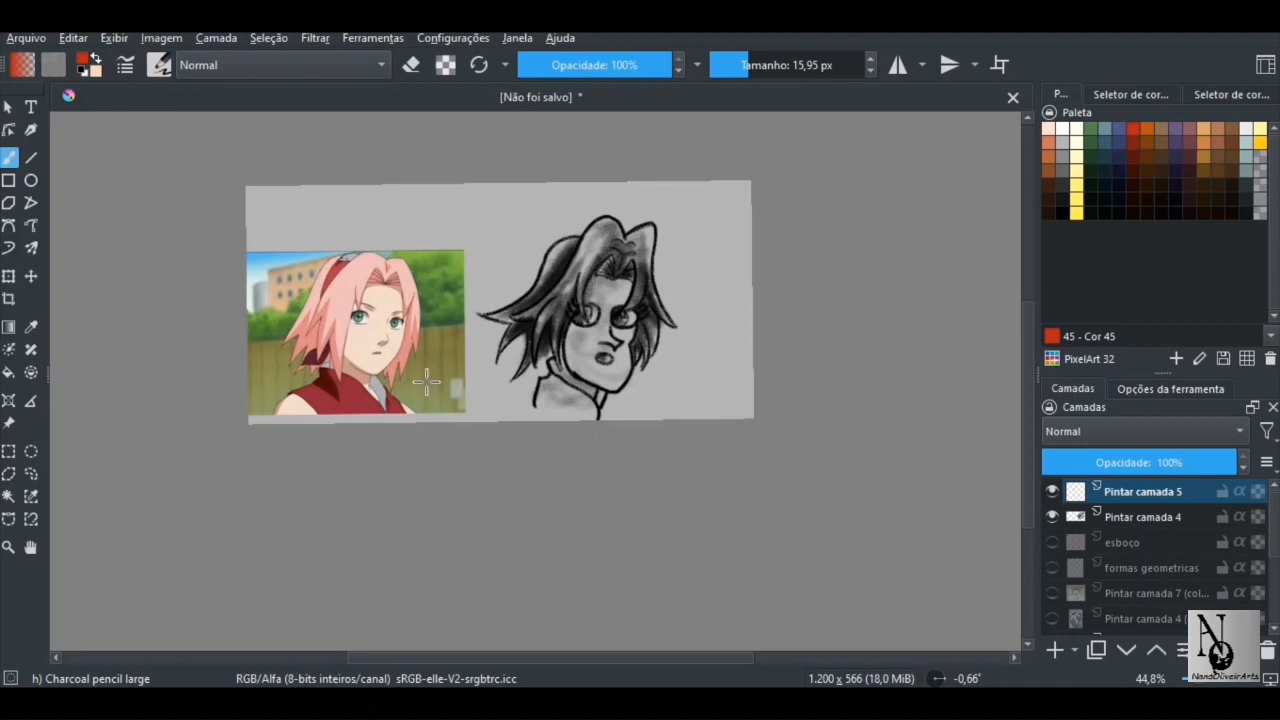 Arquivo Editar Exibir Imagem Camada Seleção Filtrar Ferramentas Configurações Janela Ajuda
Normal Opacidade: 100% Tamanho: 15,95 px
[Não foi salvo] *
P... Seletor de cor... Seletor de cor...
Paleta
45 - Cor 45
PixelArt 32
Camadas Opções da ferramenta
Camadas
Normal
Opacidade: 100%
Pintar camada 5
Pintar camada 4
esboço
formas geometricas
Pintar camada 7 (col...
Pintar camada 4 (
h) Charcoal pencil large RGB/Alfa (8-bits inteiros/canal) sRGB-elle-V2-srgbtrc.icc 1.200 x 566 (18,0 MiB) -0,66° 44,8%
NandOliveirArts